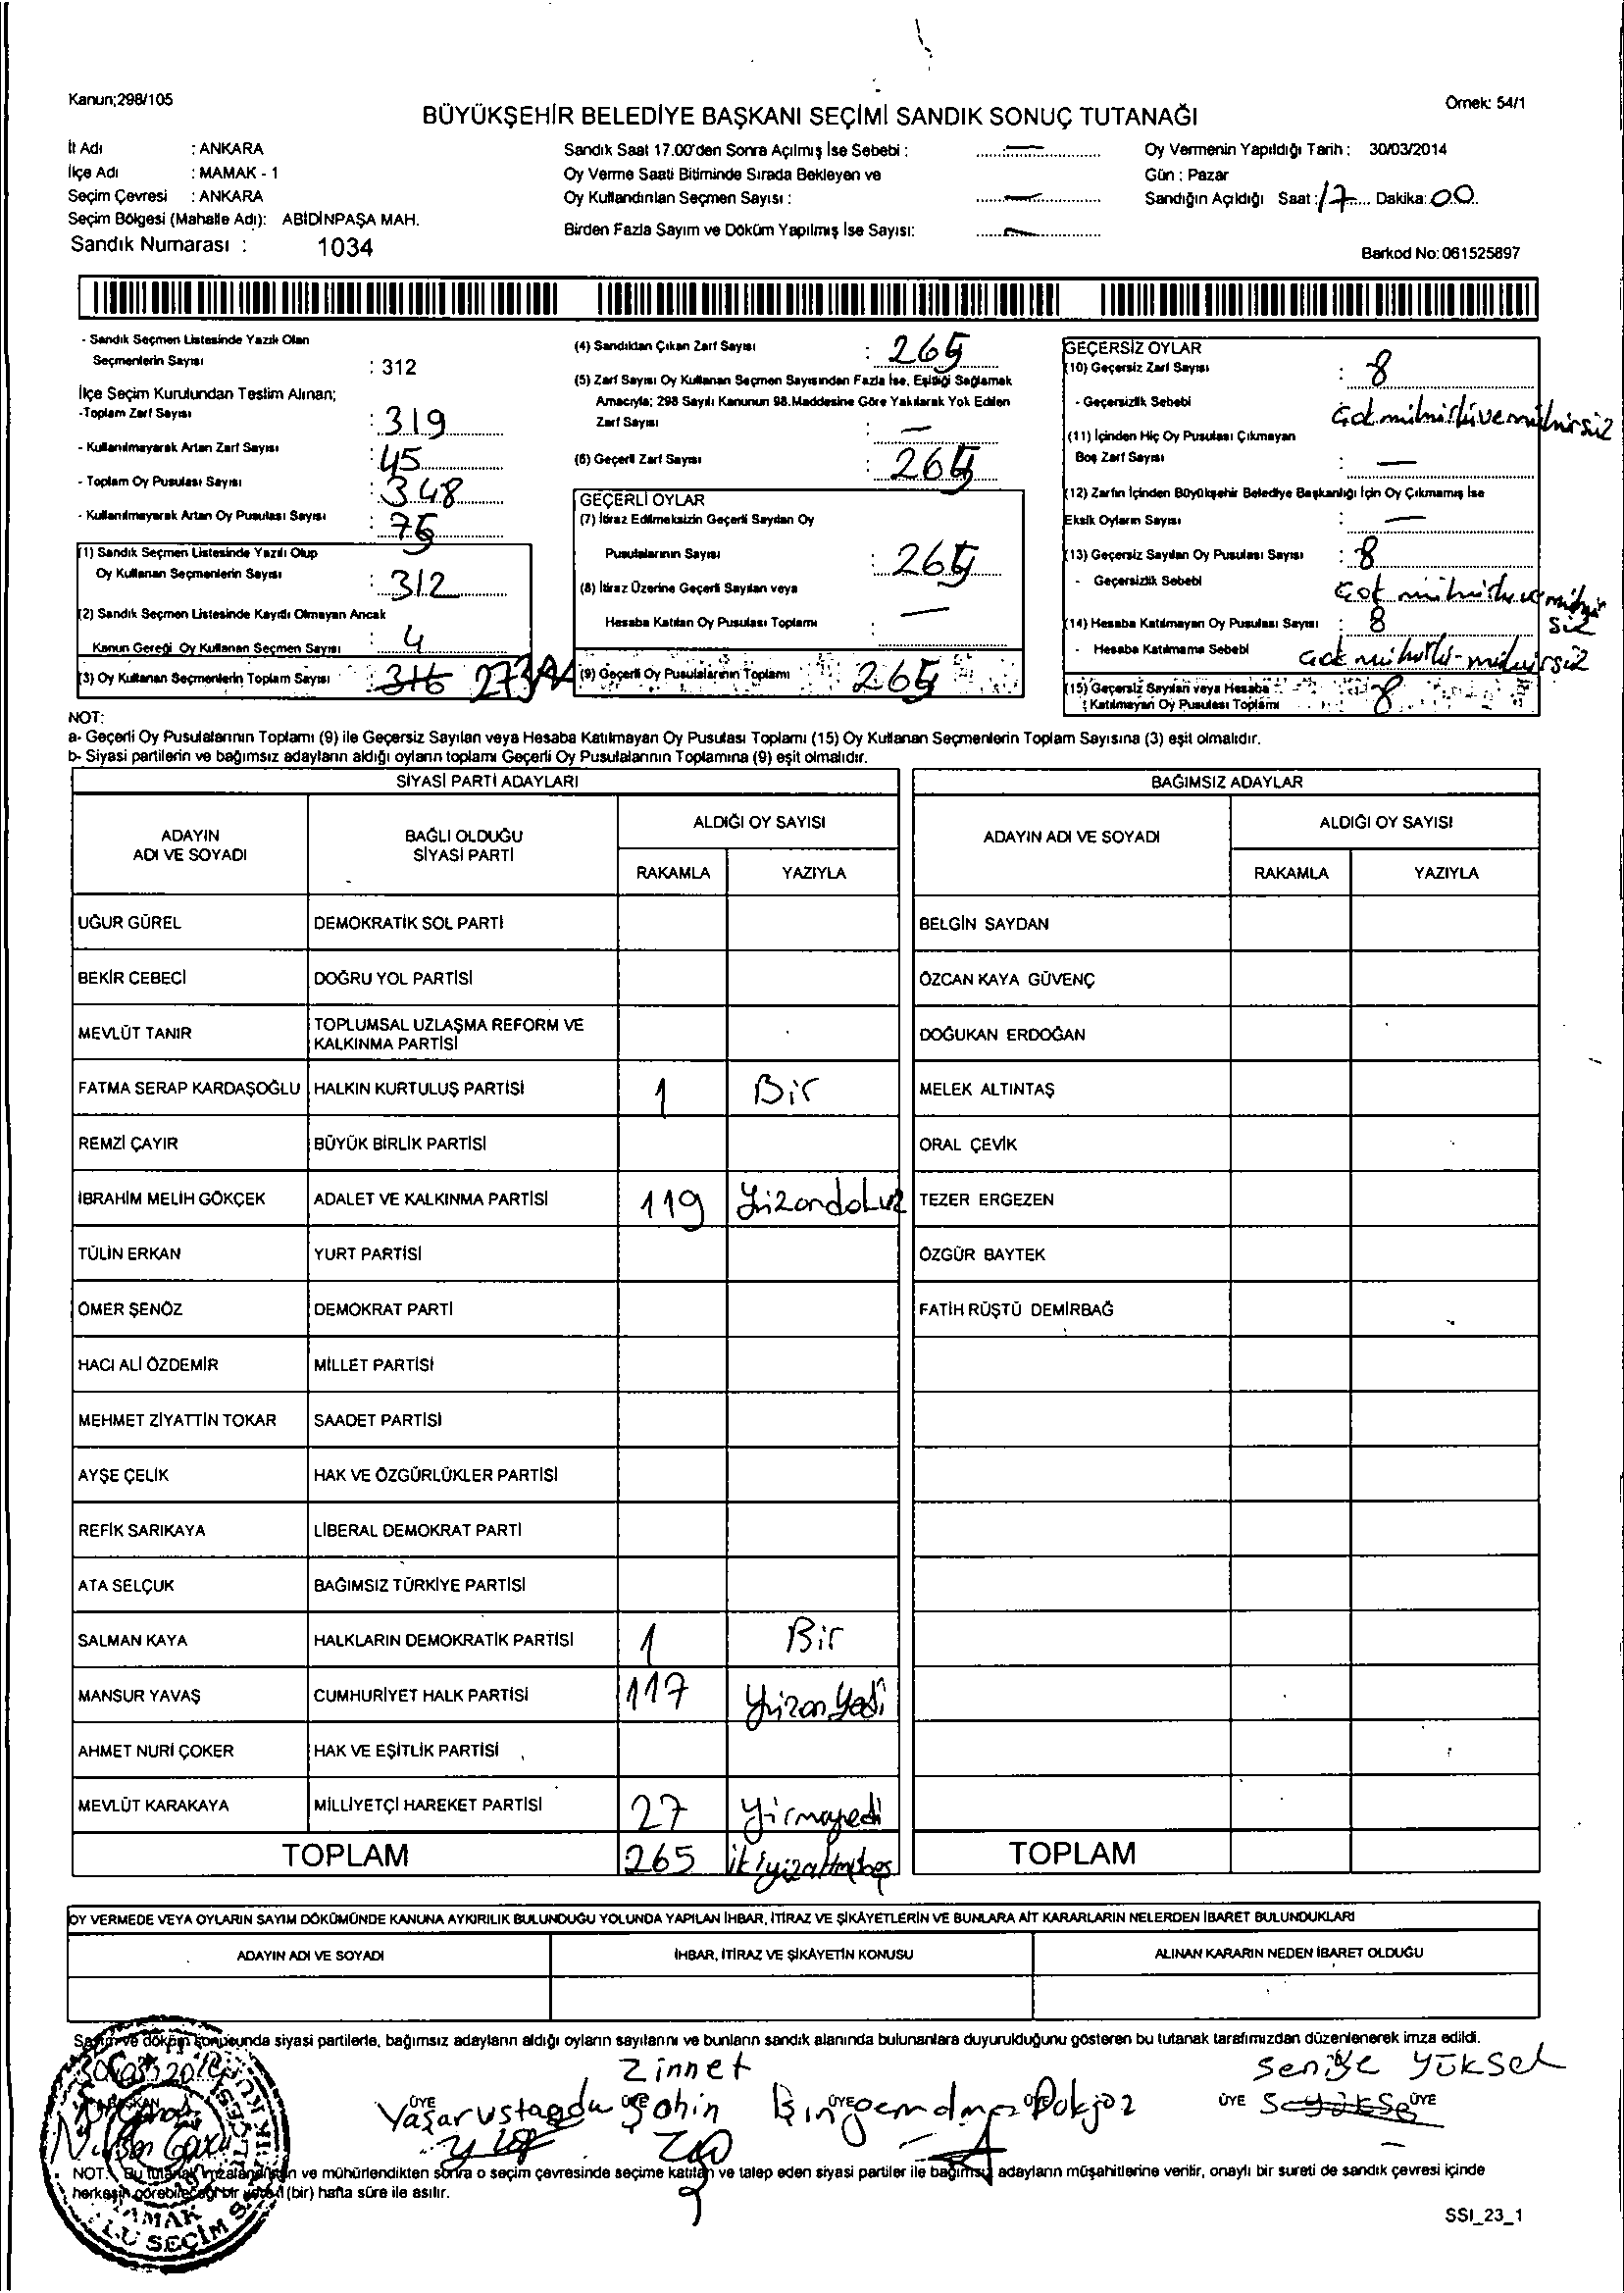 Kanun;298/105
Örnek: 54/1
BÜYÜKŞEHİR BELEDİYE BAŞKANI SEÇİMİ SANDIK SONUÇ TUTANAĞI
İl Adı : ANKARA
İlçe Adı : MAMAK - 1
Seçim Çevresi : ANKARA
Seçim Bölgesi (Mahalle Adı): ABİDİNPAŞA MAH.
Sandık Numarası : 1034
Sandık Saat 17.00'den Sonra Açılmış İse Sebebi : —
Oy Verme Saati Bitiminde Sırada Bekleyen ve
Oy Kullandırılan Seçmen Sayısı : —
Birden Fazla Sayım ve Döküm Yapılmış İse Sayısı: —
Oy Vermenin Yapıldığı Tarih : 30/03/2014
Gün : Pazar
Sandığın Açıldığı Saat : 17 Dakika: 00
Barkod No: 061525897
- Sandık Seçmen Listesinde Yazılı Olan
Seçmenlerin Sayısı : 312
İlçe Seçim Kurulundan Teslim Alınan;
-Toplam Zarf Sayısı : 319
- Kullanılmayarak Artan Zarf Sayısı : 45
- Toplam Oy Pusulası Sayısı : 348
- Kullanılmayarak Artan Oy Pusulası Sayısı : 75
(1) Sandık Seçmen Listesinde Yazılı Olup
Oy Kullanan Seçmenlerin Sayısı : 312
(2) Sandık Seçmen Listesinde Kayıtlı Olmayan Ancak
Kanun Gereği Oy Kullanan Seçmen Sayısı : 4
(3) Oy Kullanan Seçmenlerin Toplam Sayısı : 316 273
(4) Sandıktan Çıkan Zarf Sayısı : 265
(5) Zarf Sayısı Oy Kullanan Seçmen Sayısından Fazla İse, Eşitliği Sağlamak
Amacıyla; 298 Sayılı Kanunun 98.Maddesine Göre Yakılarak Yok Edilen
Zarf Sayısı : —
(6) Geçerli Zarf Sayısı : 265
GEÇERLİ OYLAR
(7) İtiraz Edilmeksizin Geçerli Sayılan Oy
Pusulalarının Sayısı : 265
(8) İtiraz Üzerine Geçerli Sayılan veya
Hesaba Katılan Oy Pusulası Toplamı : —
(9) Geçerli Oy Pusulalarının Toplamı : 265
GEÇERSİZ OYLAR
(10) Geçersiz Zarf Sayısı : 8
- Geçersizlik Sebebi Çok mühürlü ve mühürsüz
(11) İçinden Hiç Oy Pusulası Çıkmayan
Boş Zarf Sayısı : —
(12) Zarfın İçinden Büyükşehir Belediye Başkanlığı İçin Oy Çıkmamış İse
Eksik Oyların Sayısı : —
(13) Geçersiz Sayılan Oy Pusulası Sayısı : 8
- Geçersizlik Sebebi Çok mühürlü ve mühürsüz
(14) Hesaba Katılmayan Oy Pusulası Sayısı : 8
- Hesaba Katılmama Sebebi Çok mühürlü - mühürsüz
(15) Geçersiz Sayılan veya Hesaba
Katılmayan Oy Pusulası Toplamı : 8
NOT:
a- Geçerli Oy Pusulalarının Toplamı (9) ile Geçersiz Sayılan veya Hesaba Katılmayan Oy Pusulası Toplamı (15) Oy Kullanan Seçmenlerin Toplam Sayısına (3) eşit olmalıdır.
b- Siyasi partilerin ve bağımsız adayların aldığı oyların toplamı Geçerli Oy Pusulalarının Toplamına (9) eşit olmalıdır.
SİYASİ PARTİ ADAYLARI
BAĞIMSIZ ADAYLAR
ADAYIN ADI VE SOYADI
BAĞLI OLDUĞU SİYASİ PARTİ
ALDIĞI OY SAYISI
RAKAMLA YAZIYLA
ADAYIN ADI VE SOYADI
ALDIĞI OY SAYISI
RAKAMLA YAZIYLA
UĞUR GÜREL DEMOKRATİK SOL PARTİ BELGİN SAYDAN
BEKİR CEBECİ DOĞRU YOL PARTİSİ ÖZCAN KAYA GÜVENÇ
MEVLÜT TANIR TOPLUMSAL UZLAŞMA REFORM VE KALKINMA PARTİSİ DOĞUKAN ERDOĞAN
FATMA SERAP KARDAŞOĞLU HALKIN KURTULUŞ PARTİSİ 1 Bir MELEK ALTINTAŞ
REMZİ ÇAYIR BÜYÜK BİRLİK PARTİSİ ORAL ÇEVİK
İBRAHİM MELİH GÖKÇEK ADALET VE KALKINMA PARTİSİ 119 Yüzondokuz TEZER ERGEZEN
TÜLİN ERKAN YURT PARTİSİ ÖZGÜR BAYTEK
ÖMER ŞENÖZ DEMOKRAT PARTİ FATİH RÜŞTÜ DEMİRBAĞ
HACI ALİ ÖZDEMİR MİLLET PARTİSİ
MEHMET ZİYATTİN TOKAR SAADET PARTİSİ
AYŞE ÇELİK HAK VE ÖZGÜRLÜKLER PARTİSİ
REFİK SARIKAYA LİBERAL DEMOKRAT PARTİ
ATA SELÇUK BAĞIMSIZ TÜRKİYE PARTİSİ
SALMAN KAYA HALKLARIN DEMOKRATİK PARTİSİ 1 Bir
MANSUR YAVAŞ CUMHURİYET HALK PARTİSİ 117 Yüzonyedi
AHMET NURİ ÇOKER HAK VE EŞİTLİK PARTİSİ
MEVLÜT KARAKAYA MİLLİYETÇİ HAREKET PARTİSİ 27 Yirmiyedi
TOPLAM 265 ikiyüzaltmışbeş TOPLAM
OY VERMEDE VEYA OYLARIN SAYIM DÖKÜMÜNDE KANUNA AYKIRILIK BULUNDUĞU YOLUNDA YAPILAN İHBAR, İTİRAZ VE ŞİKÂYETLERİN VE BUNLARA AİT KARARLARIN NELERDEN İBARET BULUNDUKLARI
ADAYIN ADI VE SOYADI İHBAR, İTİRAZ VE ŞİKÂYETİN KONUSU ALINAN KARARIN NEDEN İBARET OLDUĞU
Sayım ve döküm sonucunda siyasi partilerle, bağımsız adayların aldığı oyların sayılarını ve bunların sandık alanında bulunanlara duyurulduğunu gösteren bu tutanak tarafımızdan düzenlenerek imza edildi.
Zinnet Şahin
Seniye YÜKSEL
ÜYE ÜYE ÜYE ÜYE ÜYE ÜYE
NOT: Bu tutanak imzalandıktan ve mühürlendikten sonra o seçim çevresinde seçime katılan ve talep eden siyasi partiler ile bağımsız adayların müşahitlerine verilir, onaylı bir sureti de sandık çevresi içinde
herkesin görebileceği bir yerde 1 (bir) hafta süre ile asılır.
SSI_23_1